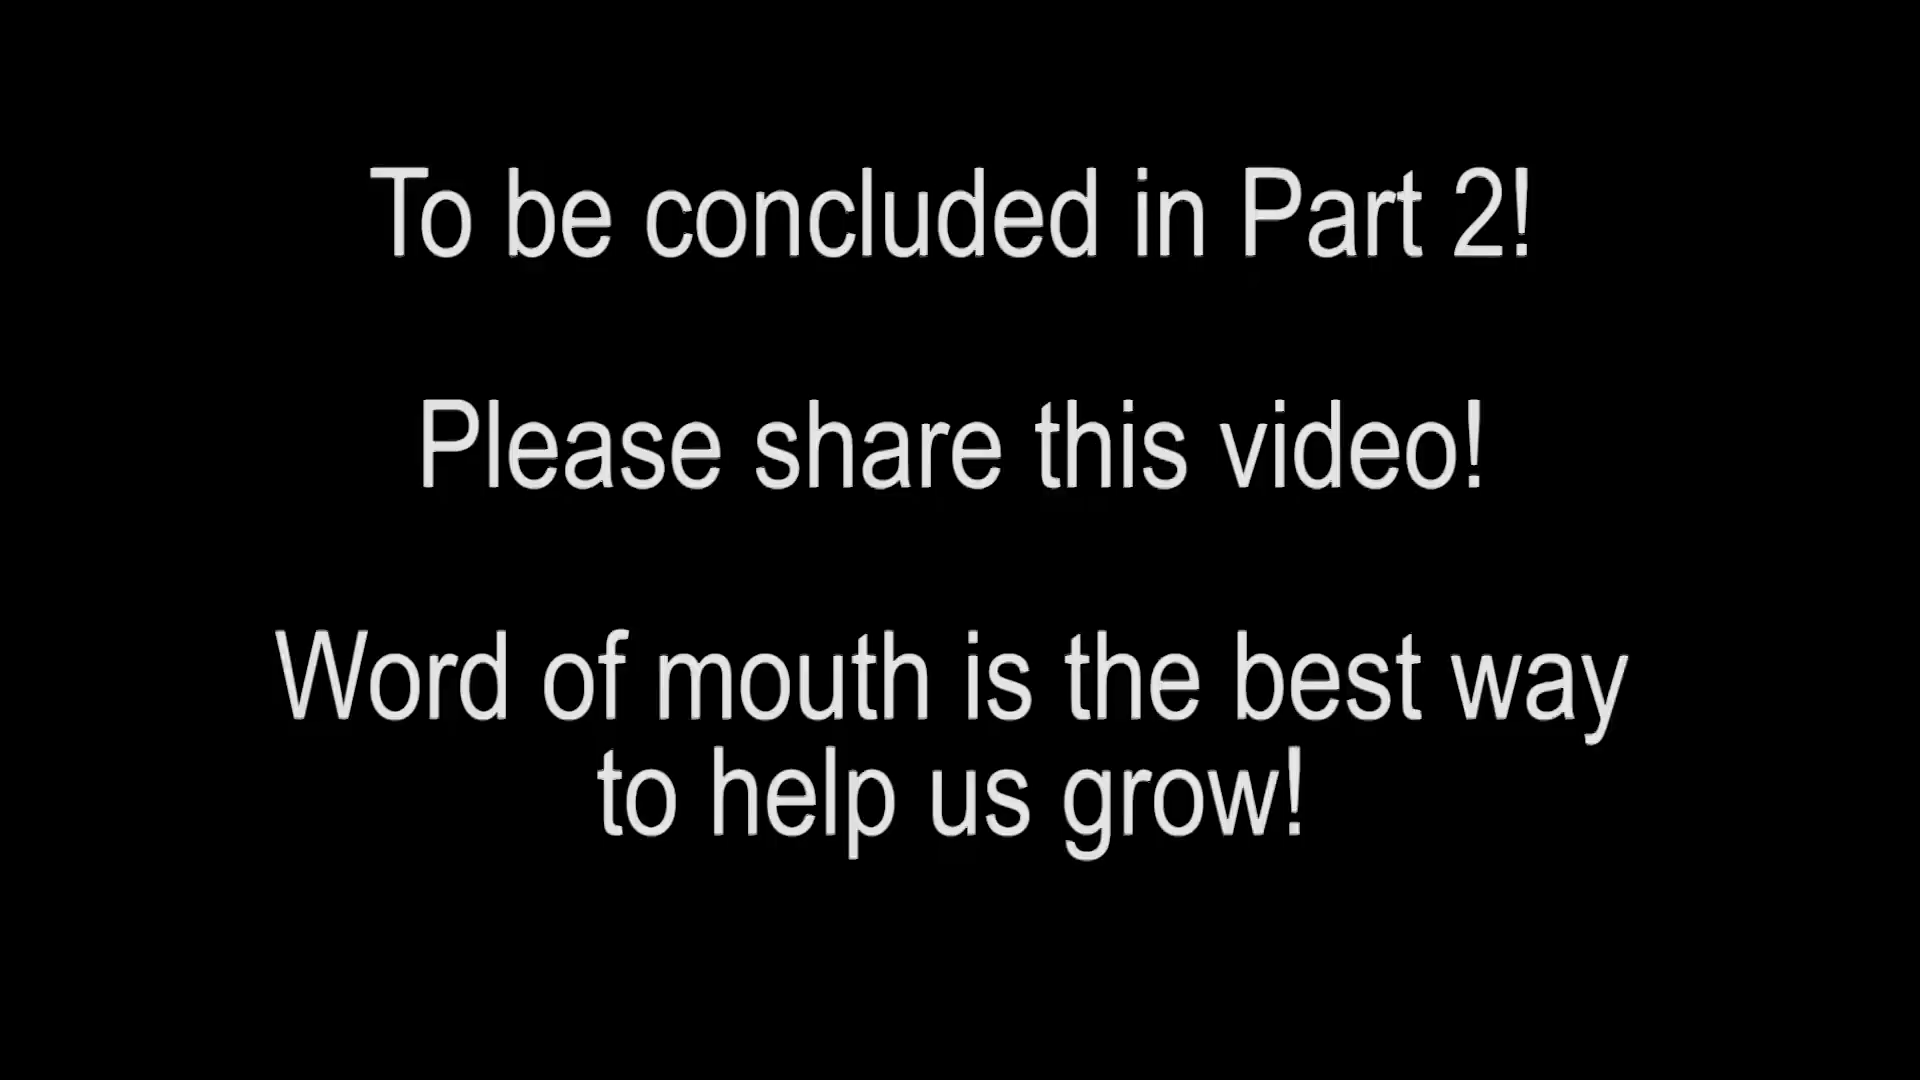 To be concluded in Part 2!
Please share this video!
Word of mouth is the best way
to help us grow!